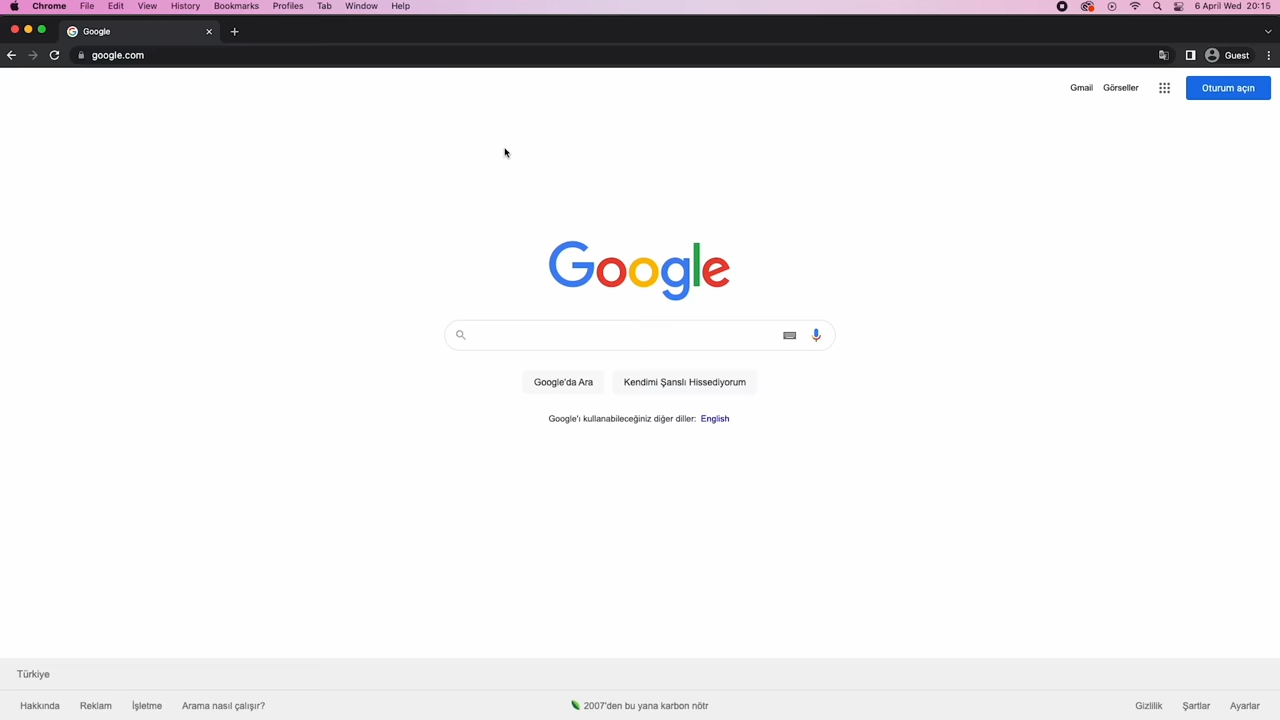 Chrome File Edit View History Bookmarks Profiles Tab Window Help 6 April Wed 20:15
Google
google.com Guest
Gmail Görseller Oturum açın
Google
Google'da Ara Kendimi Şanslı Hissediyorum
Google'ı kullanabileceğiniz diğer diller: English
Türkiye
Hakkında Reklam İşletme Arama nasıl çalışır? 2007'den bu yana karbon nötr Gizlilik Şartlar Ayarlar